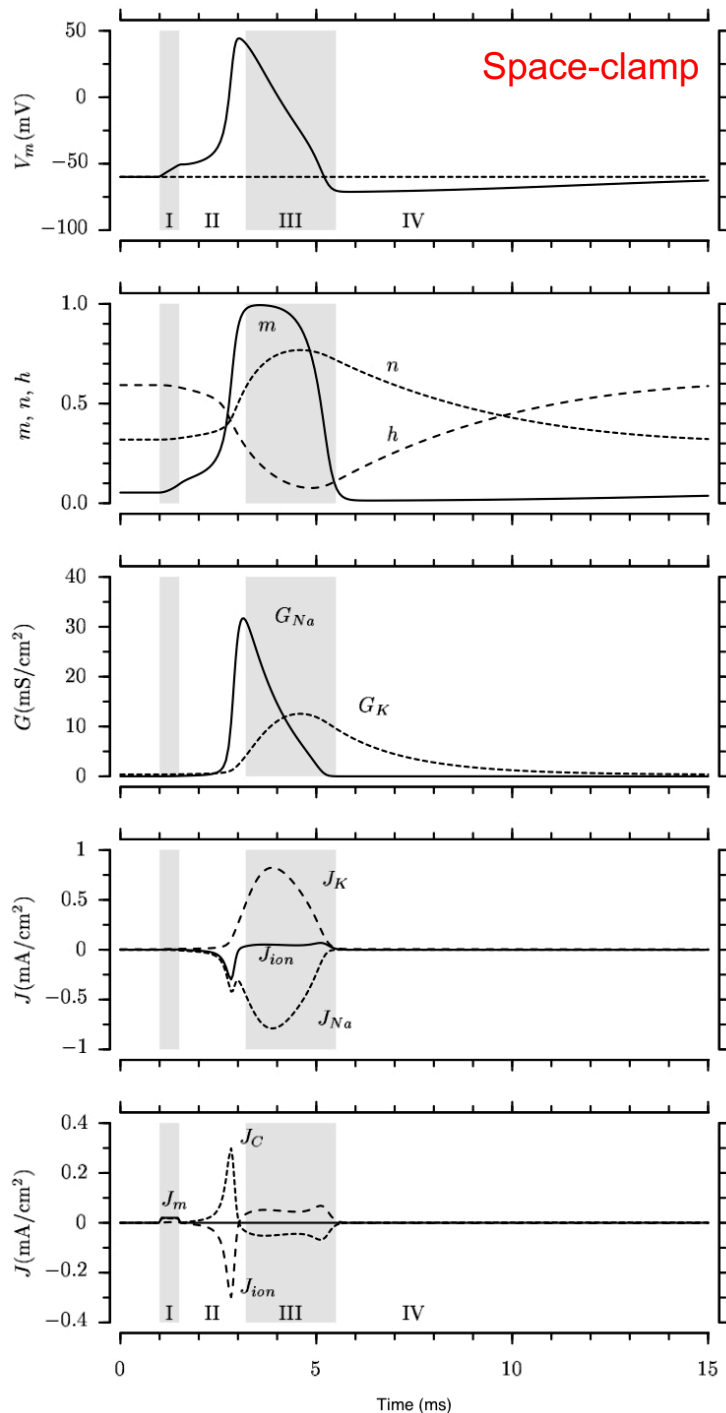 Space-clamp
50
0
−50
−100
V_m(mV)
I II III IV
1.0
0.5
0.0
m, n, h
m
n
h
40
30
20
10
0
G(mS/cm²)
G_Na
G_K
1
0.5
0
−0.5
−1
J(mA/cm²)
J_K
J_ion
J_Na
0.4
0.2
0
−0.2
−0.4
J(mA/cm²)
J_C
J_m
J_ion
I II III IV
0 5 10 15
Time (ms)